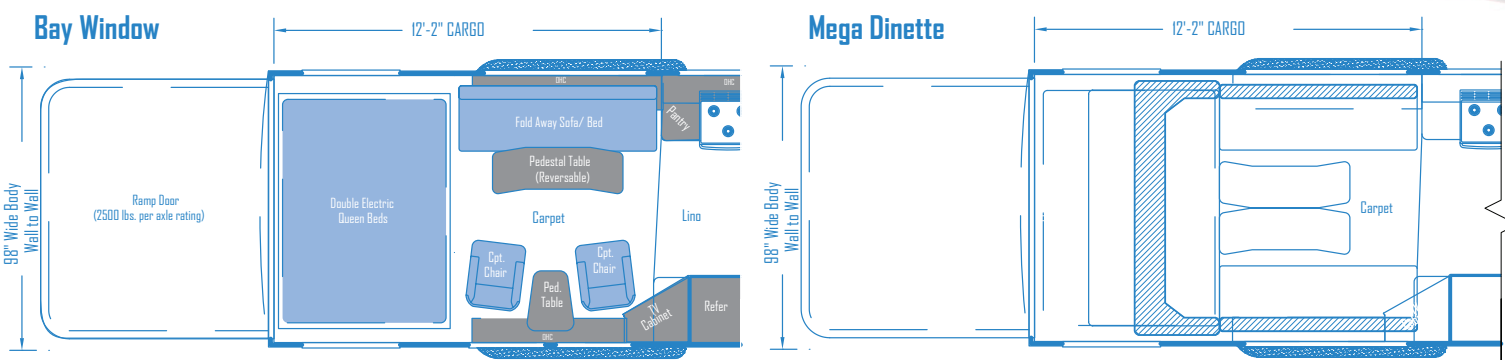 Bay Window
12'-2" CARGO
OHC
OHC
Fold Away Sofa/ Bed
Pantry
Pedestal Table
(Reversable)
98" Wide Body
Wall to Wall
Ramp Door
(2500 lbs. per axle rating)
Double Electric
Queen Beds
Carpet
Lino
Cpt.
Chair
Cpt.
Chair
Ped.
Table
TV
Cabinet
Refer
OHC
Mega Dinette
12'-2" CARGO
98" Wide Body
Wall to Wall
Carpet